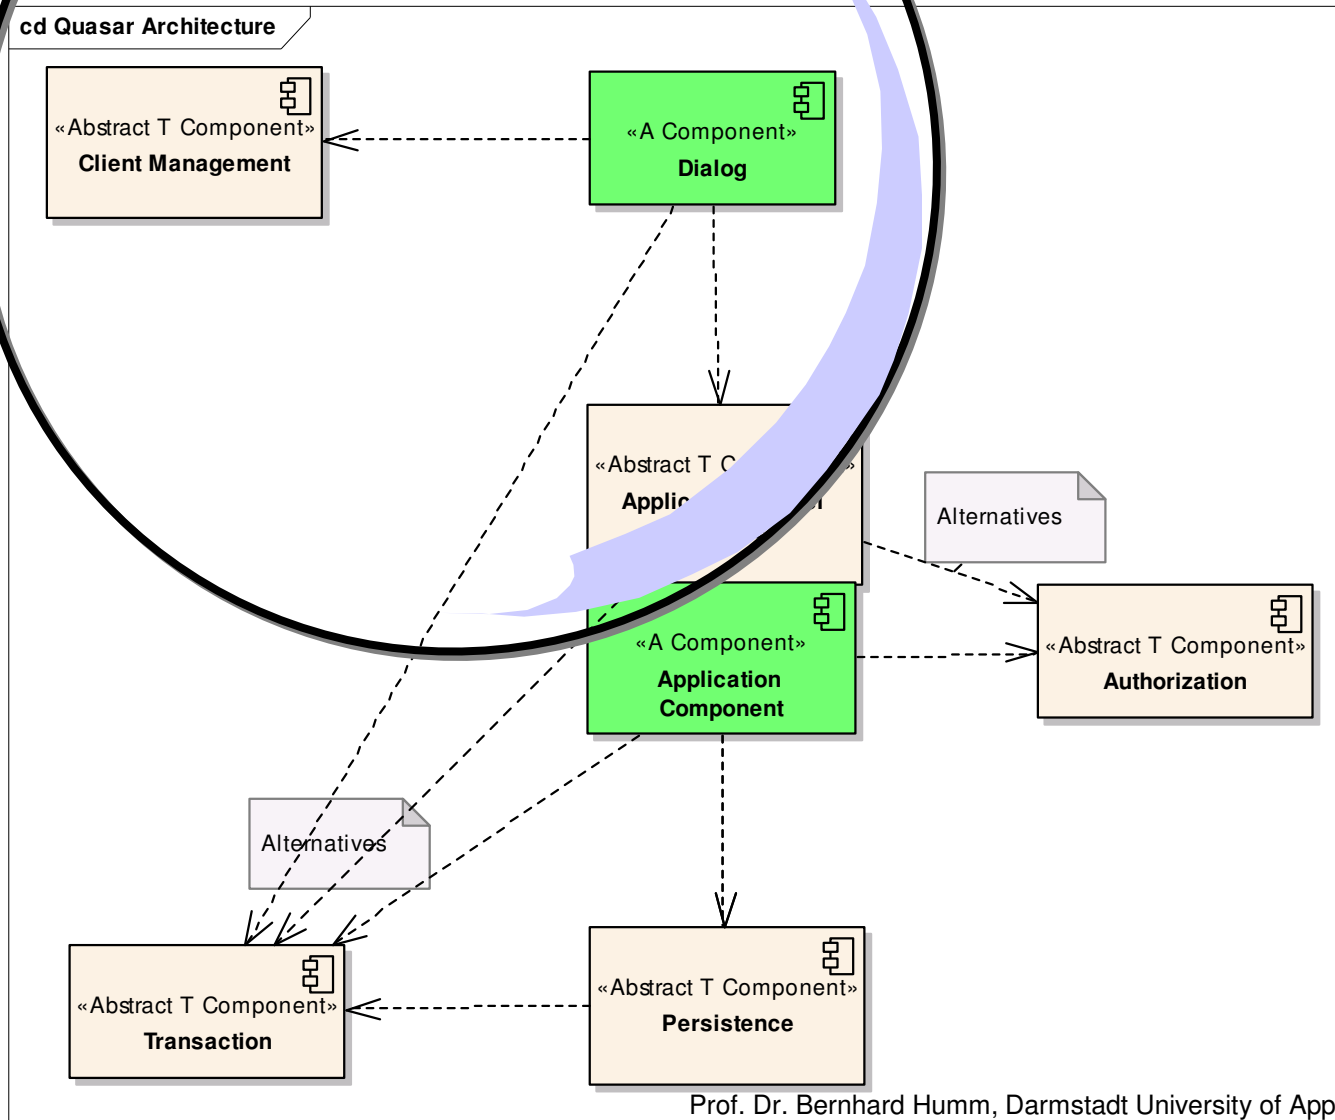 cd Quasar Architecture
«Abstract T Component»
Client Management
«A Component»
Dialog
«Abstract T
Alternatives
«A Component»
Application
Component
«Abstract T Component»
Authorization
Alternatives
«Abstract T Component»
Transaction
«Abstract T Component»
Persistence
Prof. Dr. Bernhard Humm, Darmstadt University of App